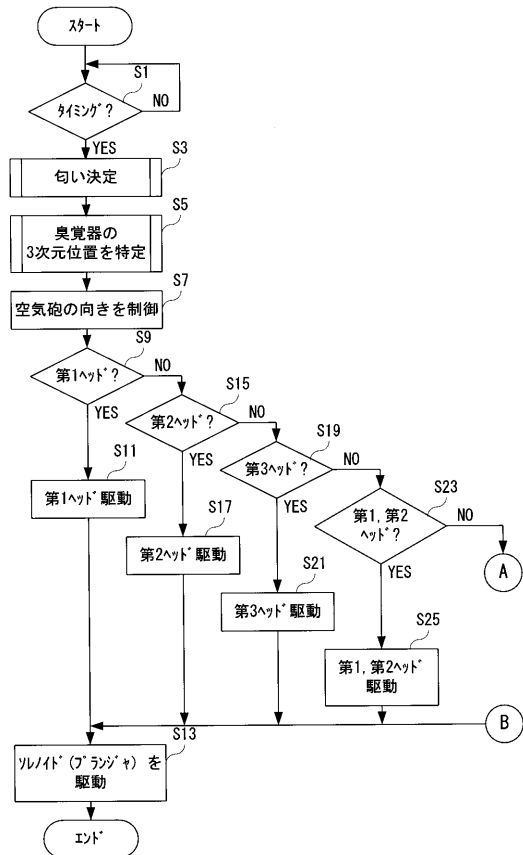 スタート
S1
タイミング?
NO
YES
S3
匂い決定
S5
臭覚器の
3次元位置を特定
S7
空気砲の向きを制御
S9
第1ヘッド?
NO
YES
S15
第2ヘッド?
NO
YES
S19
第3ヘッド?
NO
YES
S23
第1,第2
ヘッド?
NO
YES
A
S11
第1ヘッド駆動
S17
第2ヘッド駆動
S21
第3ヘッド駆動
S25
第1,第2ヘッド
駆動
B
S13
ソレノイド(プランジャ)を
駆動
エンド